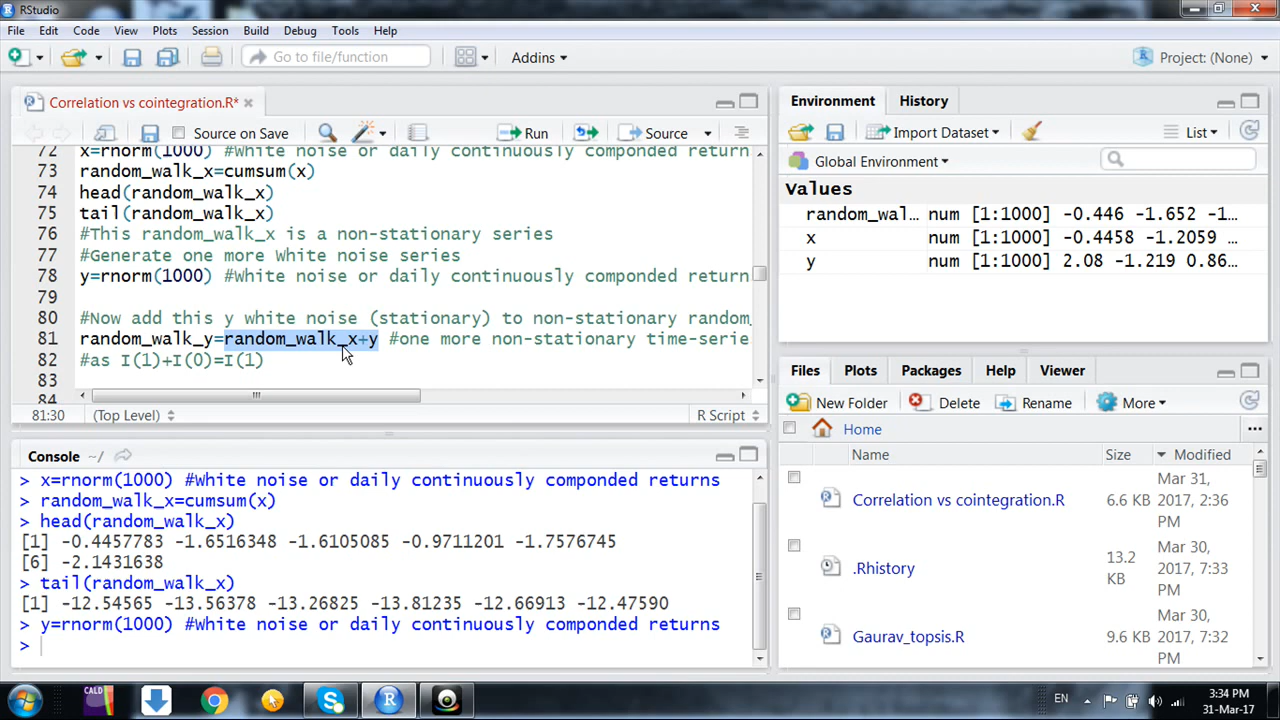 RStudio
File Edit View Plots Session Build Debug Tools Help
Go to file/function Addins Project: (None)
Correlation vs cointegration.R*
Source on Save Run Source
72 x=rnorm(1000) #White noise or daily continuously componded return
73 random_walk_x=cumsum(x)
74 head(random_walk_x)
75 tail(random_walk_x)
76 #This random_walk_x is a non-stationary series
77 #Generate one more White noise series
78 y=rnorm(1000) #White noise or daily continuously componded return
79
80 #Now add this y white noise (stationary) to non-stationary random_
81 random_walk_y=random_walk_x+y #one more non-stationary time-serie
82 #as I(1)+I(0)=I(1)
83
84
81:30 (Top Level) R Script
Console ~/
> x=rnorm(1000) #White noise or daily continuously componded returns
> random_walk_x=cumsum(x)
> head(random_walk_x)
[1] -0.4457783 -1.6516348 -1.6105085 -0.9711201 -1.7576745
[6] -2.1431638
> tail(random_walk_x)
[1] -12.54565 -13.56378 -13.26825 -13.81235 -12.66913 -12.47590
> y=rnorm(1000) #White noise or daily continuously componded returns
>
Environment History
Import Dataset List
Global Environment
Values
random_wal… num [1:1000] -0.446 -1.652 -1…
x num [1:1000] -0.4458 -1.2059 …
y num [1:1000] 2.08 -1.219 0.86…
Files Plots Packages Help Viewer
New Folder Delete Rename More
Home
Name Size Modified
Correlation vs cointegration.R 6.6 KB Mar 31, 2017, 2:36 PM
.Rhistory 13.2 KB Mar 30, 2017, 7:33 PM
Gaurav_topsis.R 9.6 KB Mar 30, 2017, 7:32 PM
CALD EN 3:34 PM
31-Mar-17